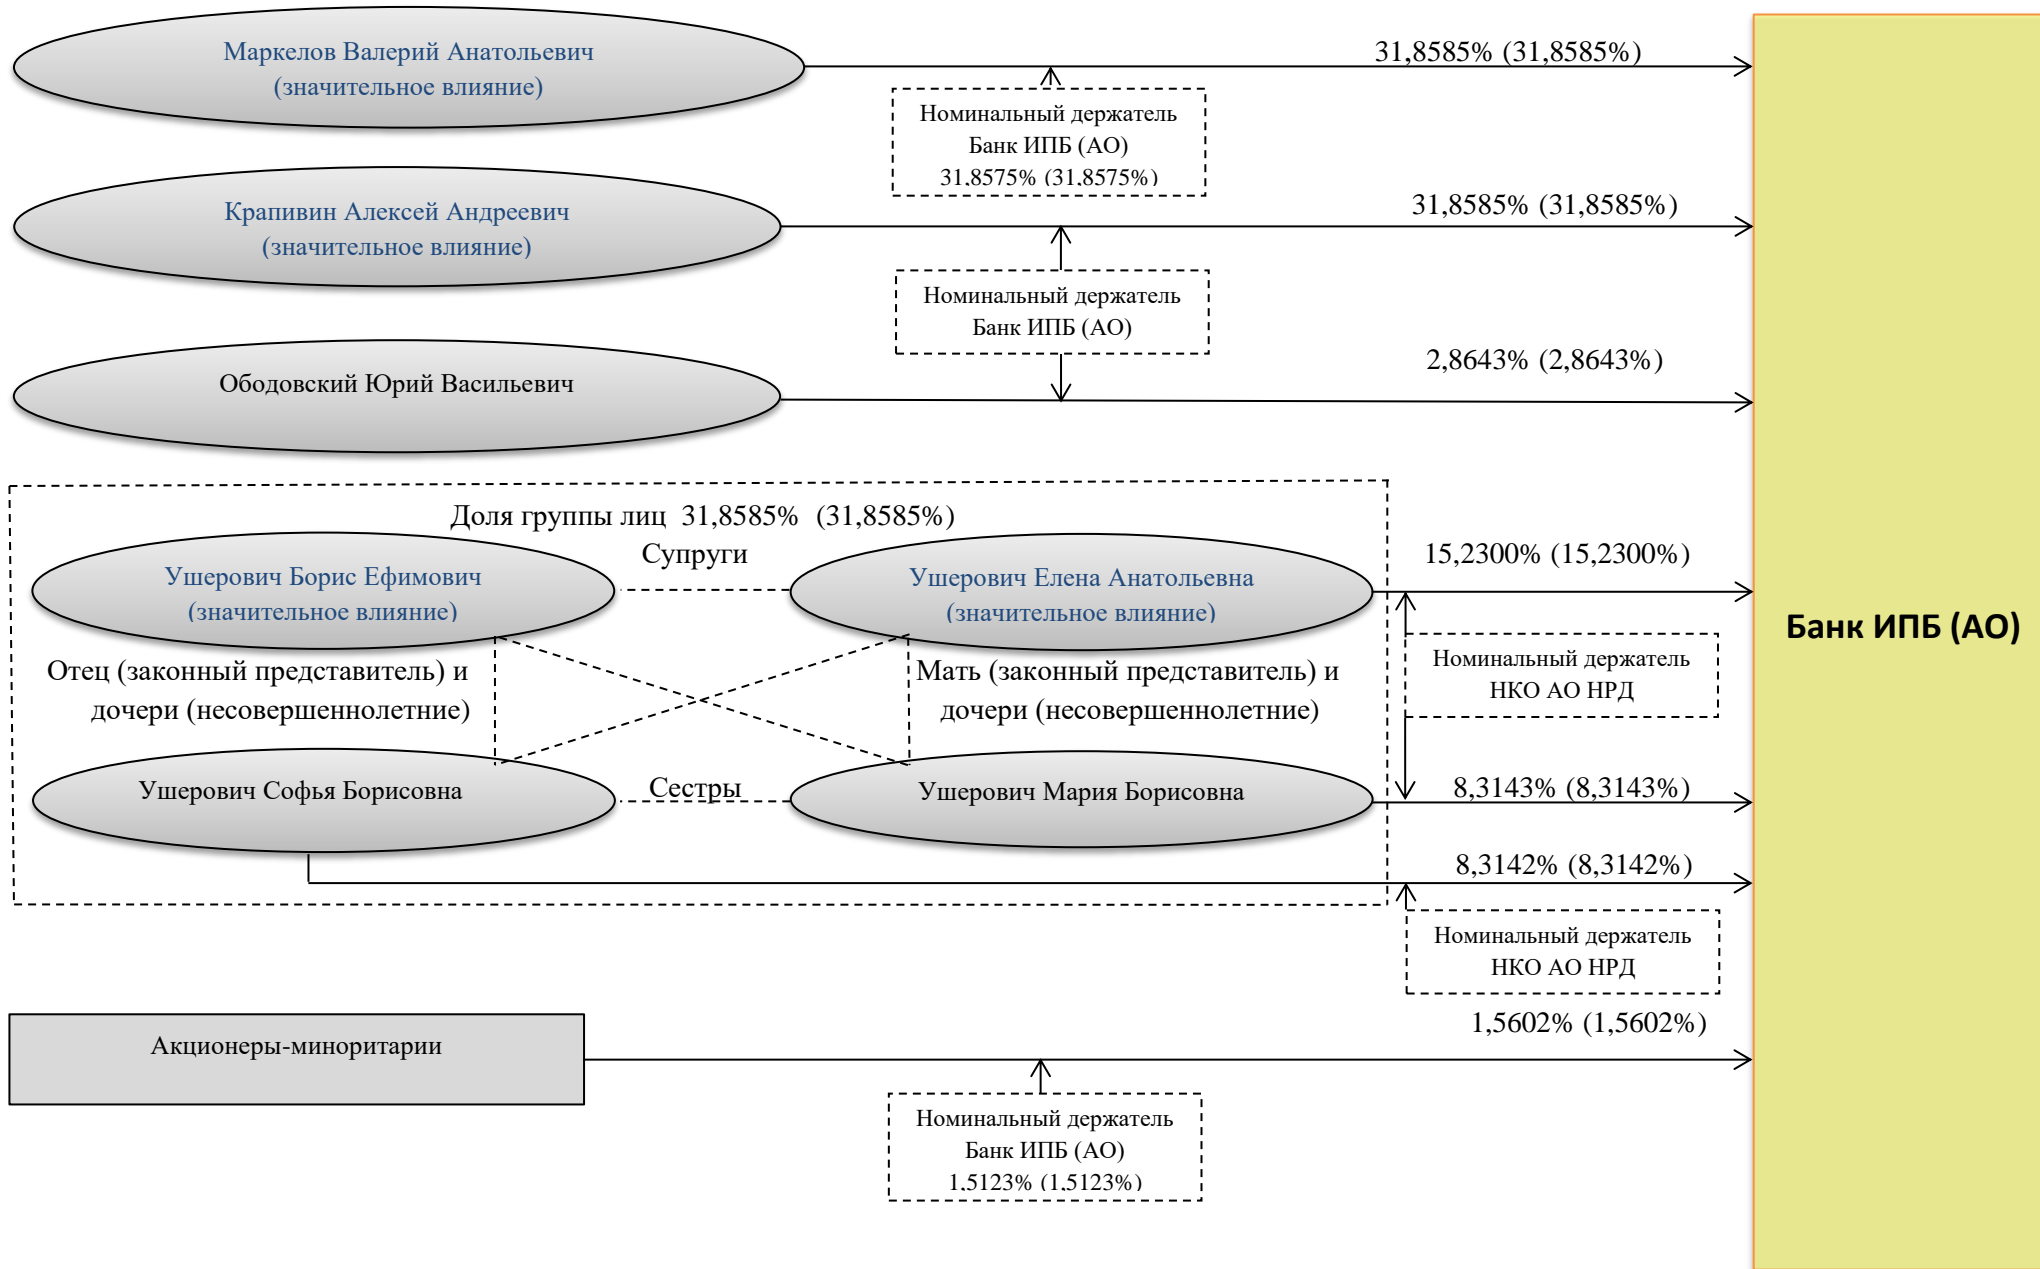 Маркелов Валерий Анатольевич
(значительное влияние)
31,8585% (31,8585%)
Номинальный держатель
Банк ИПБ (АО)
31,8575% (31,8575%)
Крапивин Алексей Андреевич
(значительное влияние)
31,8585% (31,8585%)
Номинальный держатель
Банк ИПБ (АО)
Ободовский Юрий Васильевич
2,8643% (2,8643%)
Доля группы лиц 31,8585% (31,8585%)
Ушерович Борис Ефимович
(значительное влияние)
Супруги
Ушерович Елена Анатольевна
(значительное влияние)
15,2300% (15,2300%)
Банк ИПБ (АО)
Отец (законный представитель) и
дочери (несовершеннолетние)
Мать (законный представитель) и
дочери (несовершеннолетние)
Номинальный держатель
НКО АО НРД
Ушерович Софья Борисовна
Сестры
Ушерович Мария Борисовна
8,3143% (8,3143%)
8,3142% (8,3142%)
Номинальный держатель
НКО АО НРД
Акционеры-миноритарии
1,5602% (1,5602%)
Номинальный держатель
Банк ИПБ (АО)
1,5123% (1,5123%)